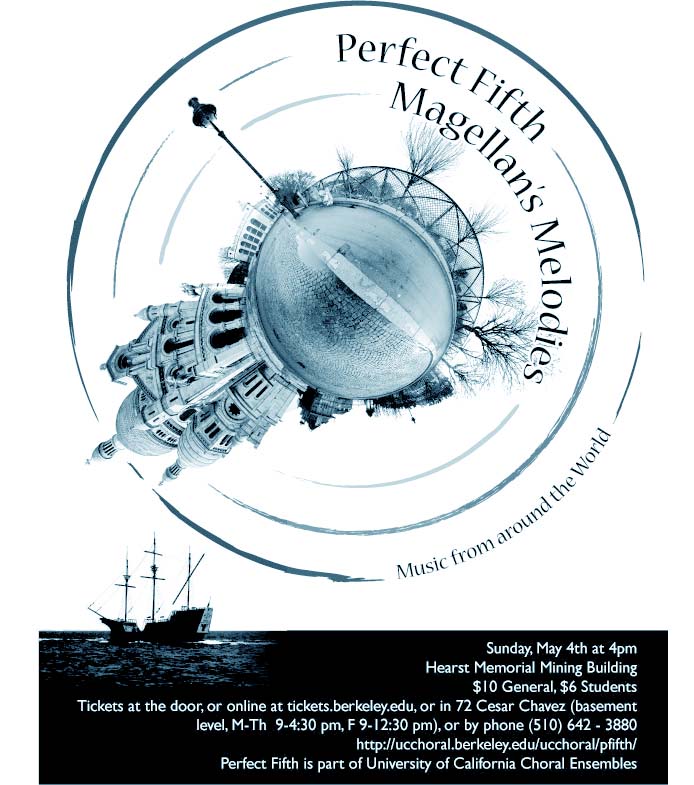 Perfect Fifth
Magellan's Melodies
Music from around the World
Sunday, May 4th at 4pm
Hearst Memorial Mining Building
$10 General, $6 Students
Tickets at the door, or online at tickets.berkeley.edu, or in 72 Cesar Chavez (basement
level, M-Th  9-4:30 pm, F 9-12:30 pm), or by phone (510) 642 - 3880
http://ucchoral.berkeley.edu/ucchoral/pfifth/
Perfect Fifth is part of University of California Choral Ensembles